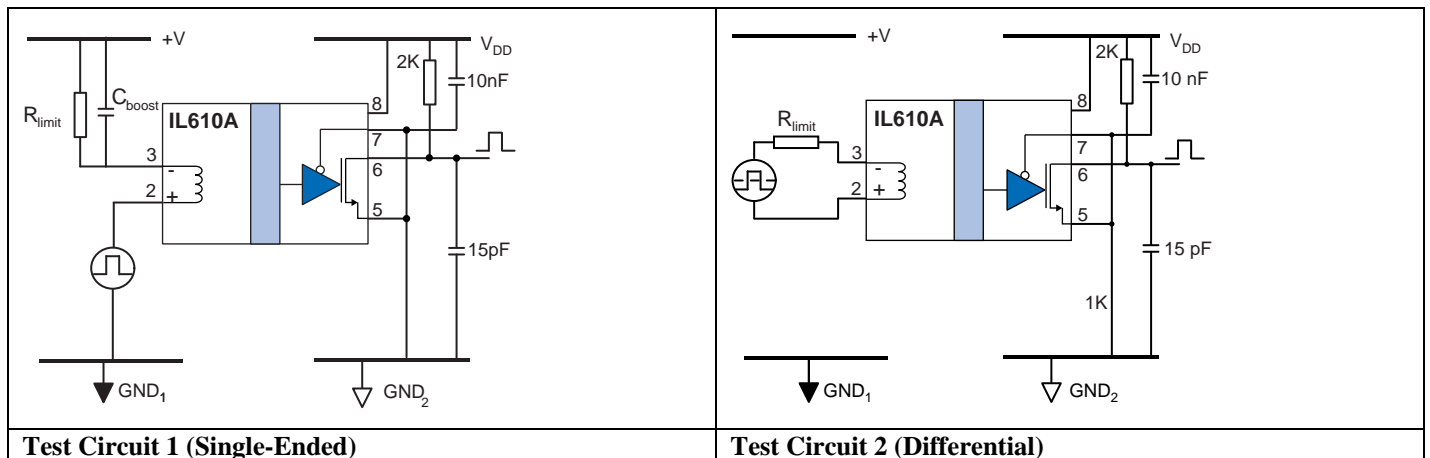 +V
V_DD
2K
10nF
C_boost
R_limit
IL610A
8
7
3
-
6
2
+
5
15pF
GND_1
GND_2
Test Circuit 1 (Single-Ended)
+V
V_DD
2K
10 nF
8
R_limit
IL610A
7
3
-
6
2
+
5
15 pF
1K
GND_1
GND_2
Test Circuit 2 (Differential)